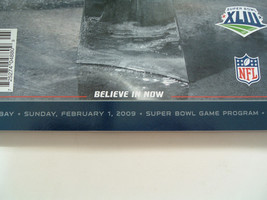 SUPER BOWL
XLIII
NFL
BELIEVE IN NOW
BAY • SUNDAY, FEBRUARY 1, 2009 • SUPER BOWL GAME PROGRAM •